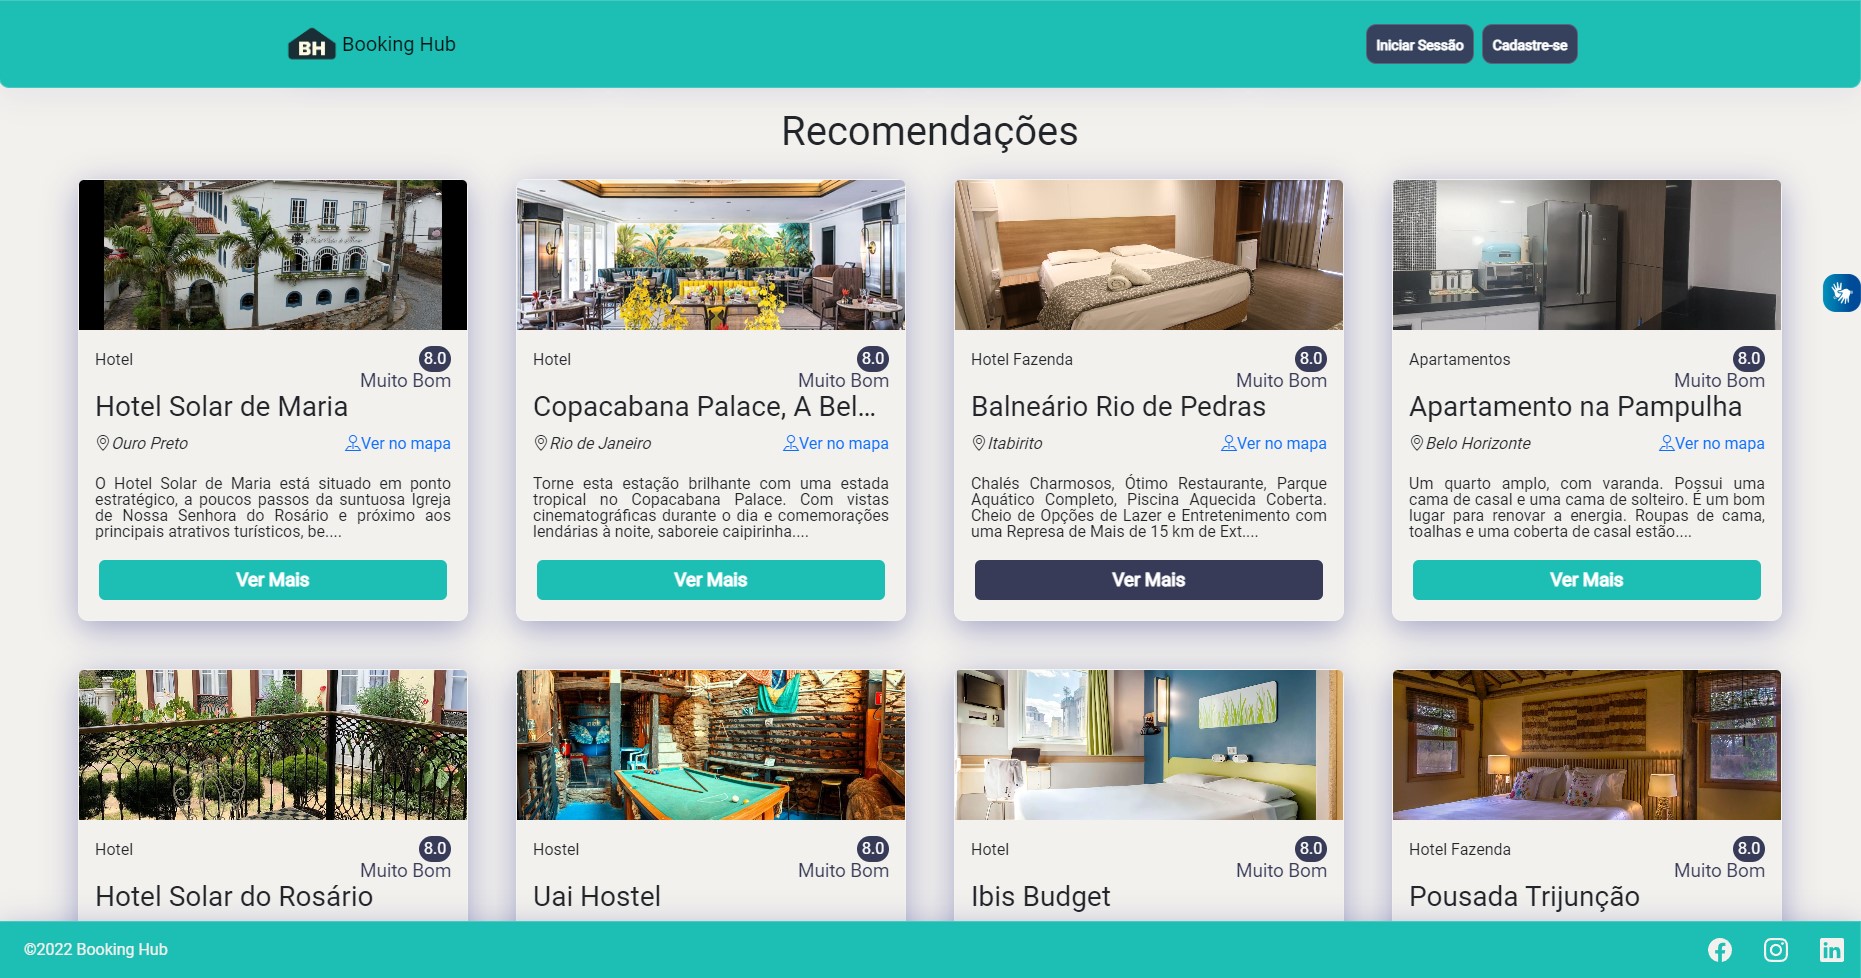 BH Booking Hub
Iniciar Sessão
Cadastre-se
Recomendações
Hotel
8.0
Muito Bom
Hotel Solar de Maria
Ouro Preto
Ver no mapa
O Hotel Solar de Maria está situado em ponto
estratégico, a poucos passos da suntuosa Igreja
de Nossa Senhora do Rosário e próximo aos
principais atrativos turísticos, be....
Ver Mais
Hotel
8.0
Muito Bom
Copacabana Palace, A Bel...
Rio de Janeiro
Ver no mapa
Torne esta estação brilhante com uma estada
tropical no Copacabana Palace. Com vistas
cinematográficas durante o dia e comemorações
lendárias à noite, saboreie caipirinha....
Ver Mais
Hotel Fazenda
8.0
Muito Bom
Balneário Rio de Pedras
Itabirito
Ver no mapa
Chalés Charmosos, Ótimo Restaurante, Parque
Aquático Completo, Piscina Aquecida Coberta.
Cheio de Opções de Lazer e Entretenimento com
uma Represa de Mais de 15 km de Ext....
Ver Mais
Apartamentos
8.0
Muito Bom
Apartamento na Pampulha
Belo Horizonte
Ver no mapa
Um quarto amplo, com varanda. Possui uma
cama de casal e uma cama de solteiro. É um bom
lugar para renovar a energia. Roupas de cama,
toalhas e uma coberta de casal estão....
Ver Mais
Hotel
8.0
Muito Bom
Hotel Solar do Rosário
Hostel
8.0
Muito Bom
Uai Hostel
Hotel
8.0
Muito Bom
Ibis Budget
Hotel Fazenda
8.0
Muito Bom
Pousada Trijunção
©2022 Booking Hub